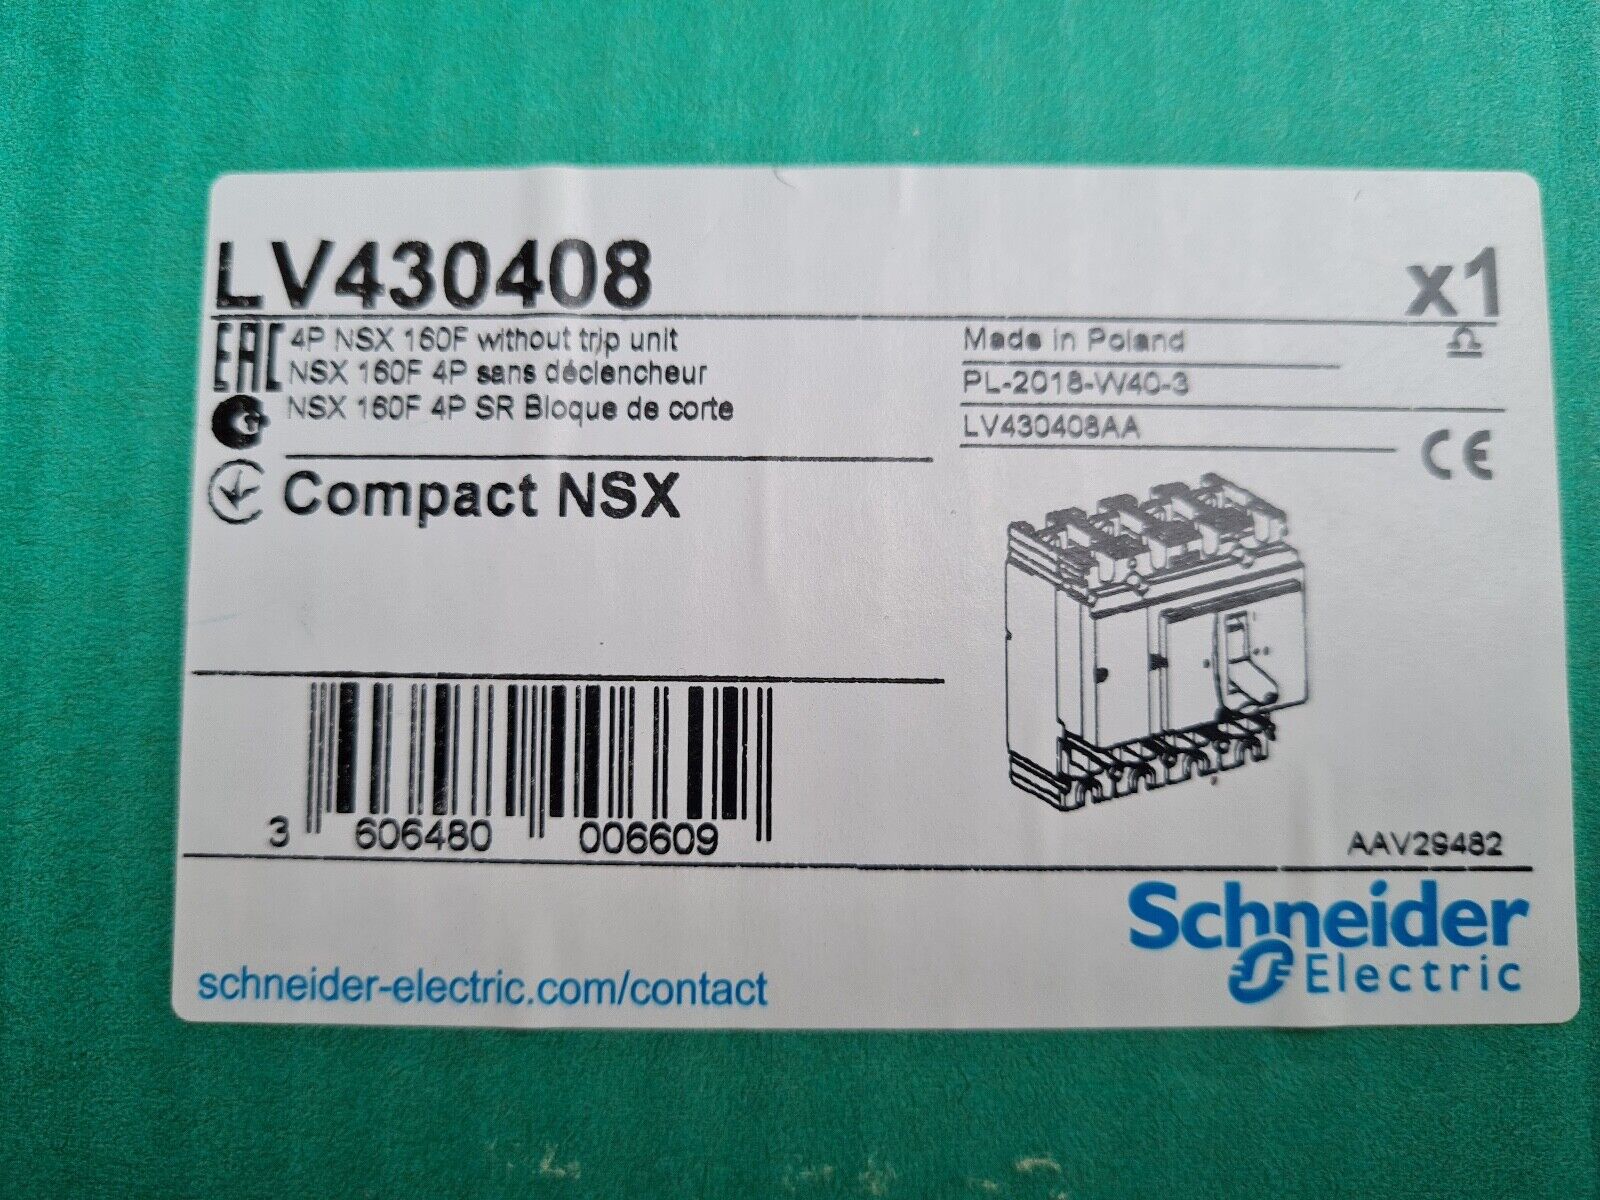 LV430408
x1
EAC
4P NSX 160F without trip unit
NSX 160F 4P sans déclencheur
NSX 160F 4P SR Bloque de corte
Made in Poland
PL-2018-W40-3
LV430408AA
CE
Compact NSX
3 606480 006609
AAV29482
Schneider
Electric
schneider-electric.com/contact